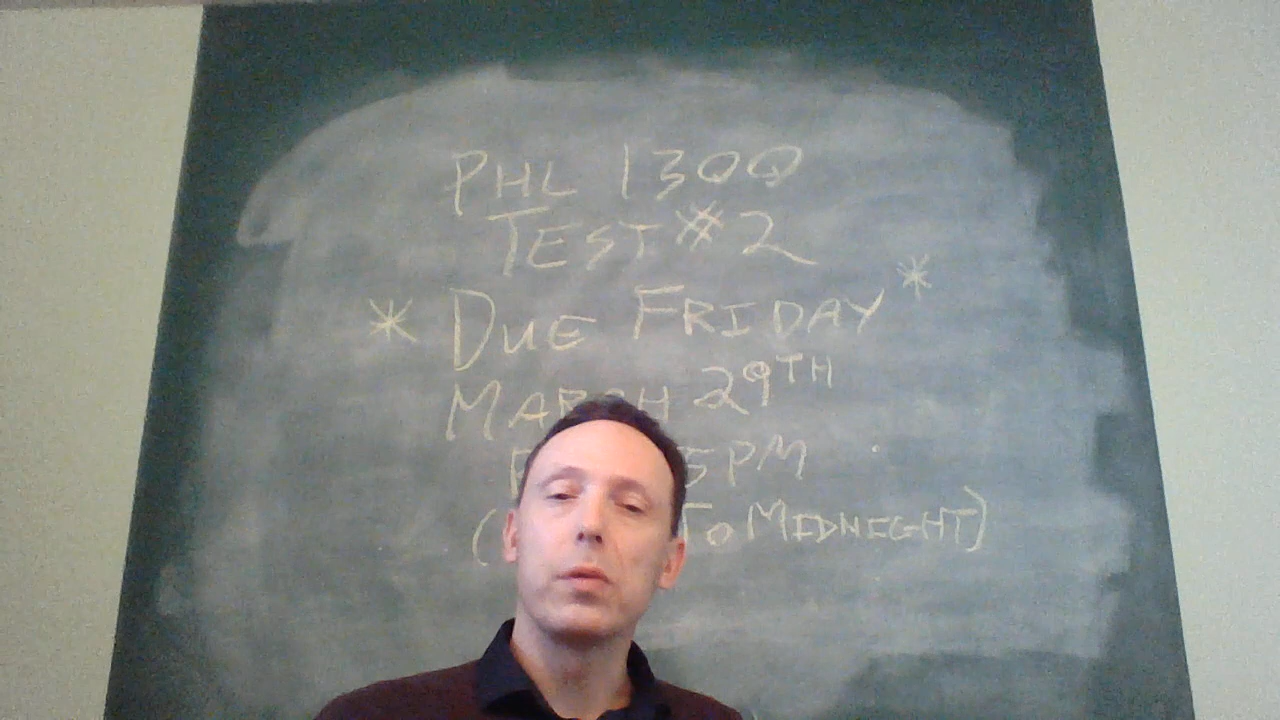 PHL 1300
TEST #2
* DUE FRIDAY *
MARCH 29TH
5PM
( TO MIDNIGHT)